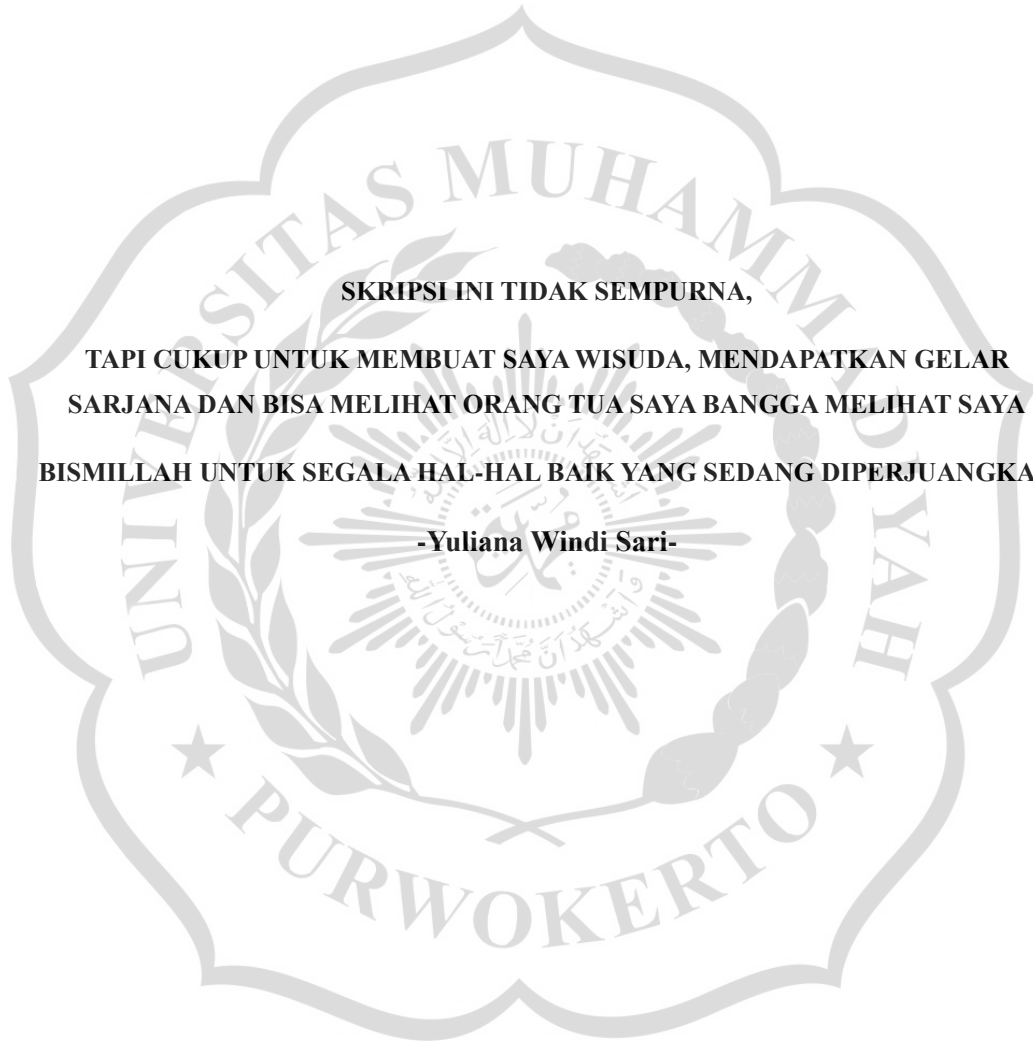 UNIVERSITAS MUHAMMADIYAH
SKRIPSI INI TIDAK SEMPURNA,
TAPI CUKUP UNTUK MEMBUAT SAYA WISUDA, MENDAPATKAN GELAR
SARJANA DAN BISA MELIHAT ORANG TUA SAYA BANGGA MELIHAT SAYA
BISMILLAH UNTUK SEGALA HAL-HAL BAIK YANG SEDANG DIPERJUANGKA
-Yuliana Windi Sari-
PURWOKERTO